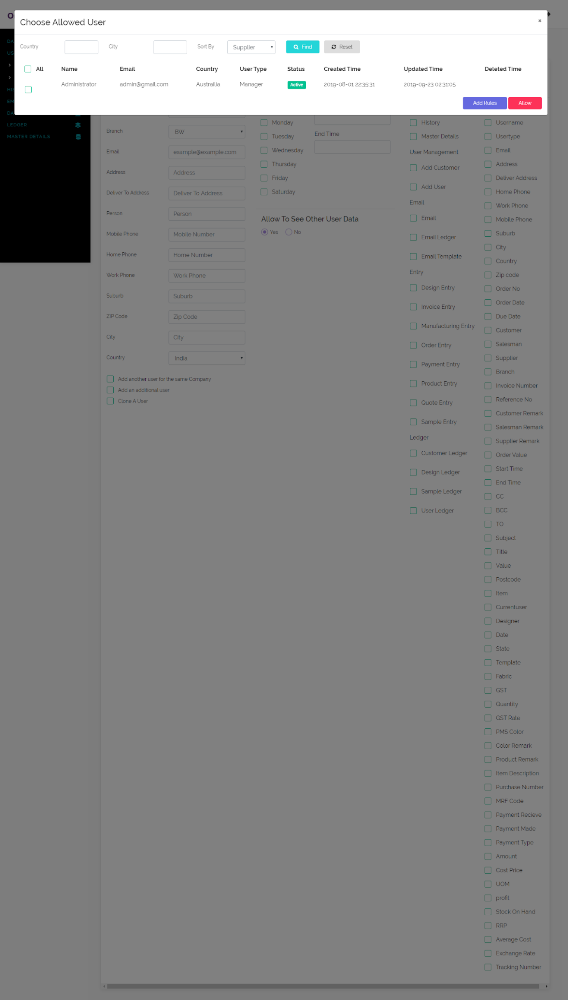 Choose Allowed User
×
Country
City
Sort By
Supplier
Find
Reset
All Name Email Country User Type Status Created Time Updated Time Deleted Time
Administrator admin@gmail.com Austrailia Manager Active 2019-08-01 22:35:31 2019-09-23 02:31:05
Add Rules
Allow
LEDGER
MASTER DETAILS
Branch
BW
Email
example@example.com
Address
Address
Deliver To Address
Deliver To Address
Person
Person
Mobile Phone
Mobile Number
Home Phone
Home Number
Work Phone
Work Phone
Suburb
Suburb
ZIP Code
Zip Code
City
City
Country
India
Add another user for the same Company
Add an additional user
Clone A User
Monday
Tuesday
Wednesday
Thursday
Friday
Saturday
End Time
Allow To See Other User Data
Yes
No
History
Master Details
User Management
Add Customer
Add User
Email
Email
Email Ledger
Email Template
Entry
Design Entry
Invoice Entry
Manufacturing Entry
Order Entry
Payment Entry
Product Entry
Quote Entry
Sample Entry
Ledger
Customer Ledger
Design Ledger
Sample Ledger
User Ledger
Username
Usertype
Email
Address
Deliver Address
Home Phone
Work Phone
Mobile Phone
Suburb
City
Country
Zip code
Order No
Order Date
Due Date
Customer
Salesman
Supplier
Branch
Invoice Number
Reference No
Customer Remark
Salesman Remark
Supplier Remark
Order Value
Start Time
End Time
CC
BCC
TO
Subject
Title
Value
Postcode
Item
Currentuser
Designer
Date
State
Template
Fabric
GST
Quantity
GST Rate
PMS Color
Color Remark
Product Remark
Item Description
Purchase Number
MRF Code
Payment Recieve
Payment Made
Payment Type
Amount
Cost Price
UOM
profit
Stock On Hand
RRP
Average Cost
Exchange Rate
Tracking Number